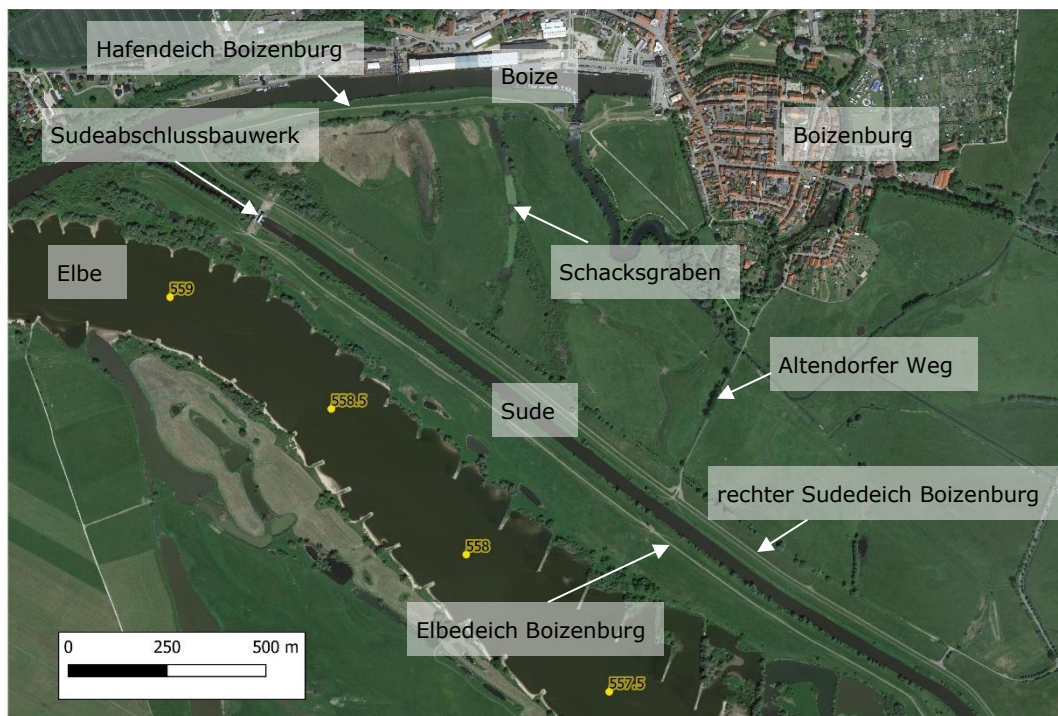 Hafendeich Boizenburg
Boize
Sudeabschlussbauwerk
Boizenburg
Elbe
559
Schacksgraben
Altendorfer Weg
558.5
Sude
rechter Sudedeich Boizenburg
558
Elbedeich Boizenburg
0 250 500 m
557.5